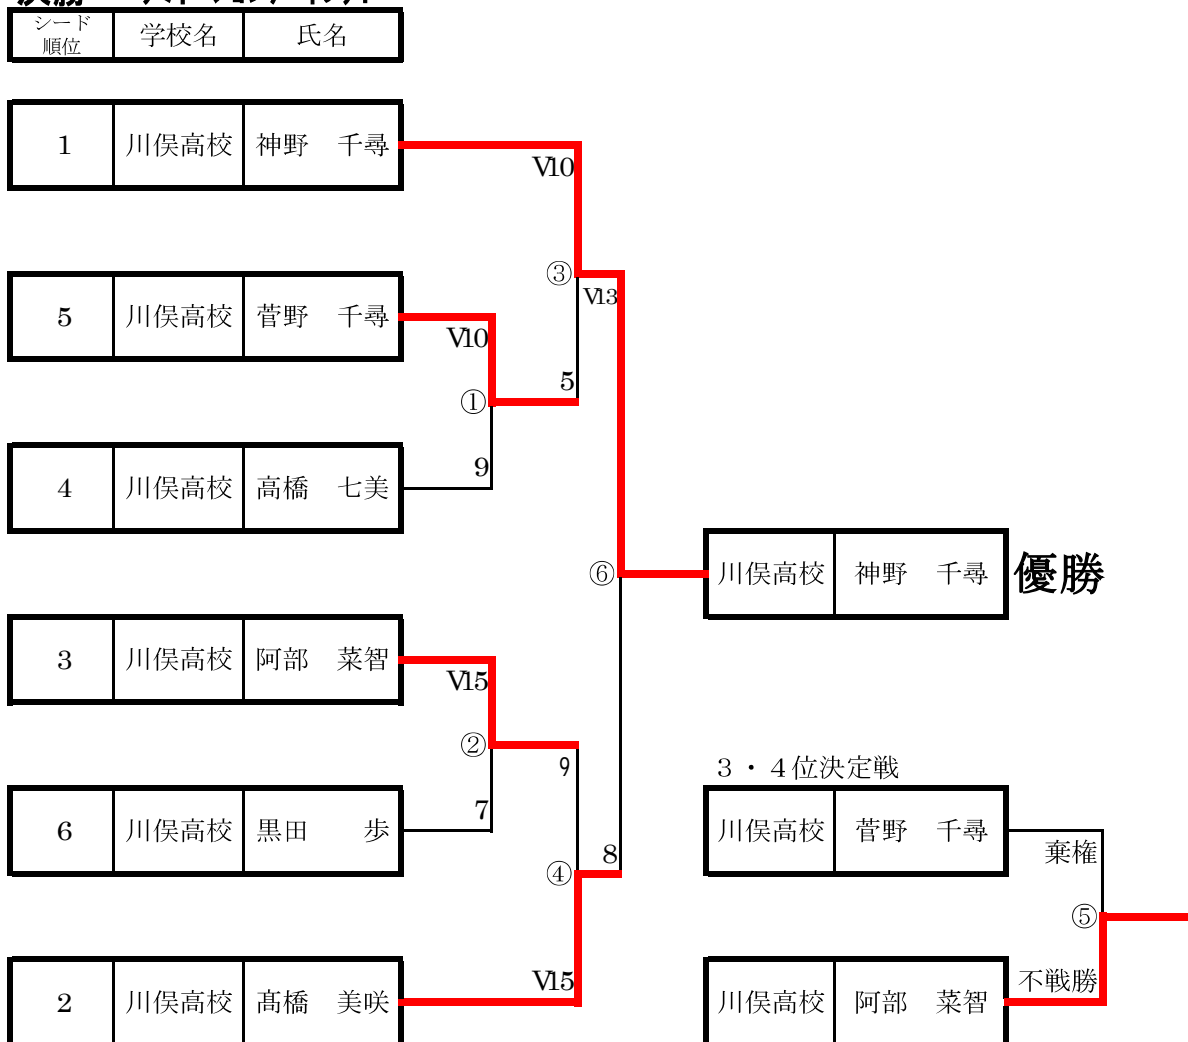 シード
順位 学校名 氏名
1 川俣高校 神野 千尋
V10
③
V13
5 川俣高校 菅野 千尋
V10
5
①
4 川俣高校 高橋 七美
9
⑥
川俣高校 神野 千尋 優勝
3 川俣高校 阿部 菜智
V15
②
9
3・4位決定戦
6 川俣高校 黒田 歩
7
川俣高校 菅野 千尋
棄権
8
④
⑤
2 川俣高校 髙橋 美咲
V15
川俣高校 阿部 菜智
不戦勝